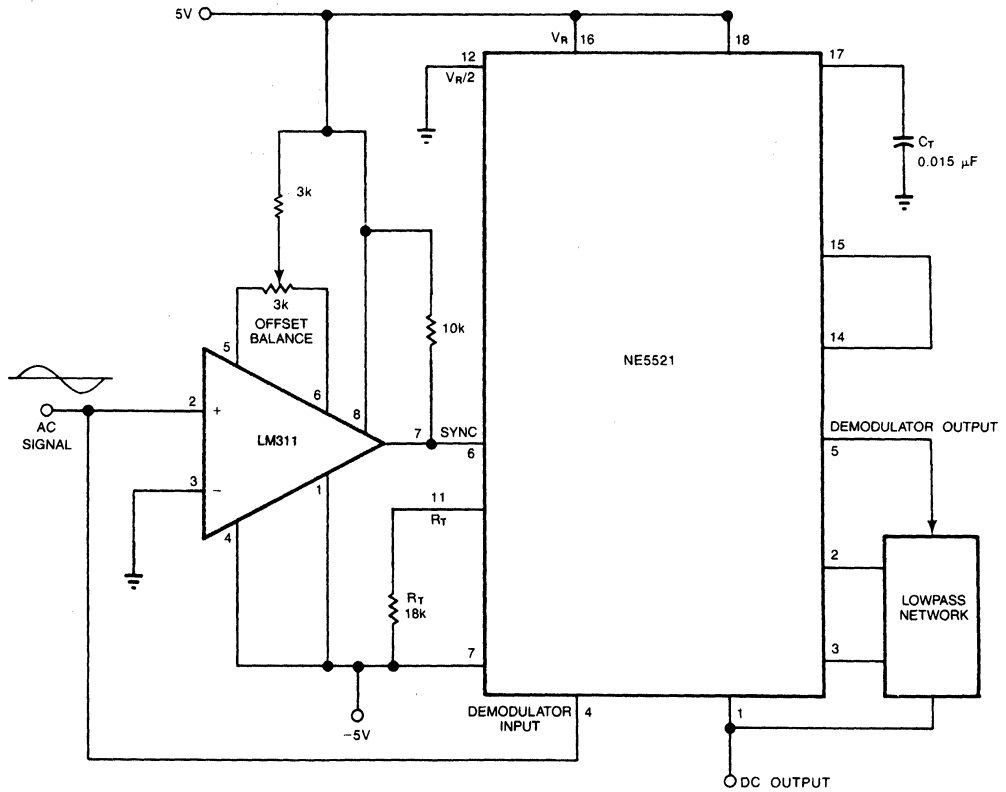 5V
VR 16
18
12
VR/2
17
CT
0.015 µF
3k
3k
OFFSET
BALANCE
10k
15
14
NE5521
5
6
8
2
+
LM311
7
SYNC
6
AC
SIGNAL
3
−
1
4
11
RT
RT
18k
7
−5V
DEMODULATOR OUTPUT
5
2
LOWPASS
NETWORK
3
DEMODULATOR
INPUT
4
1
DC OUTPUT